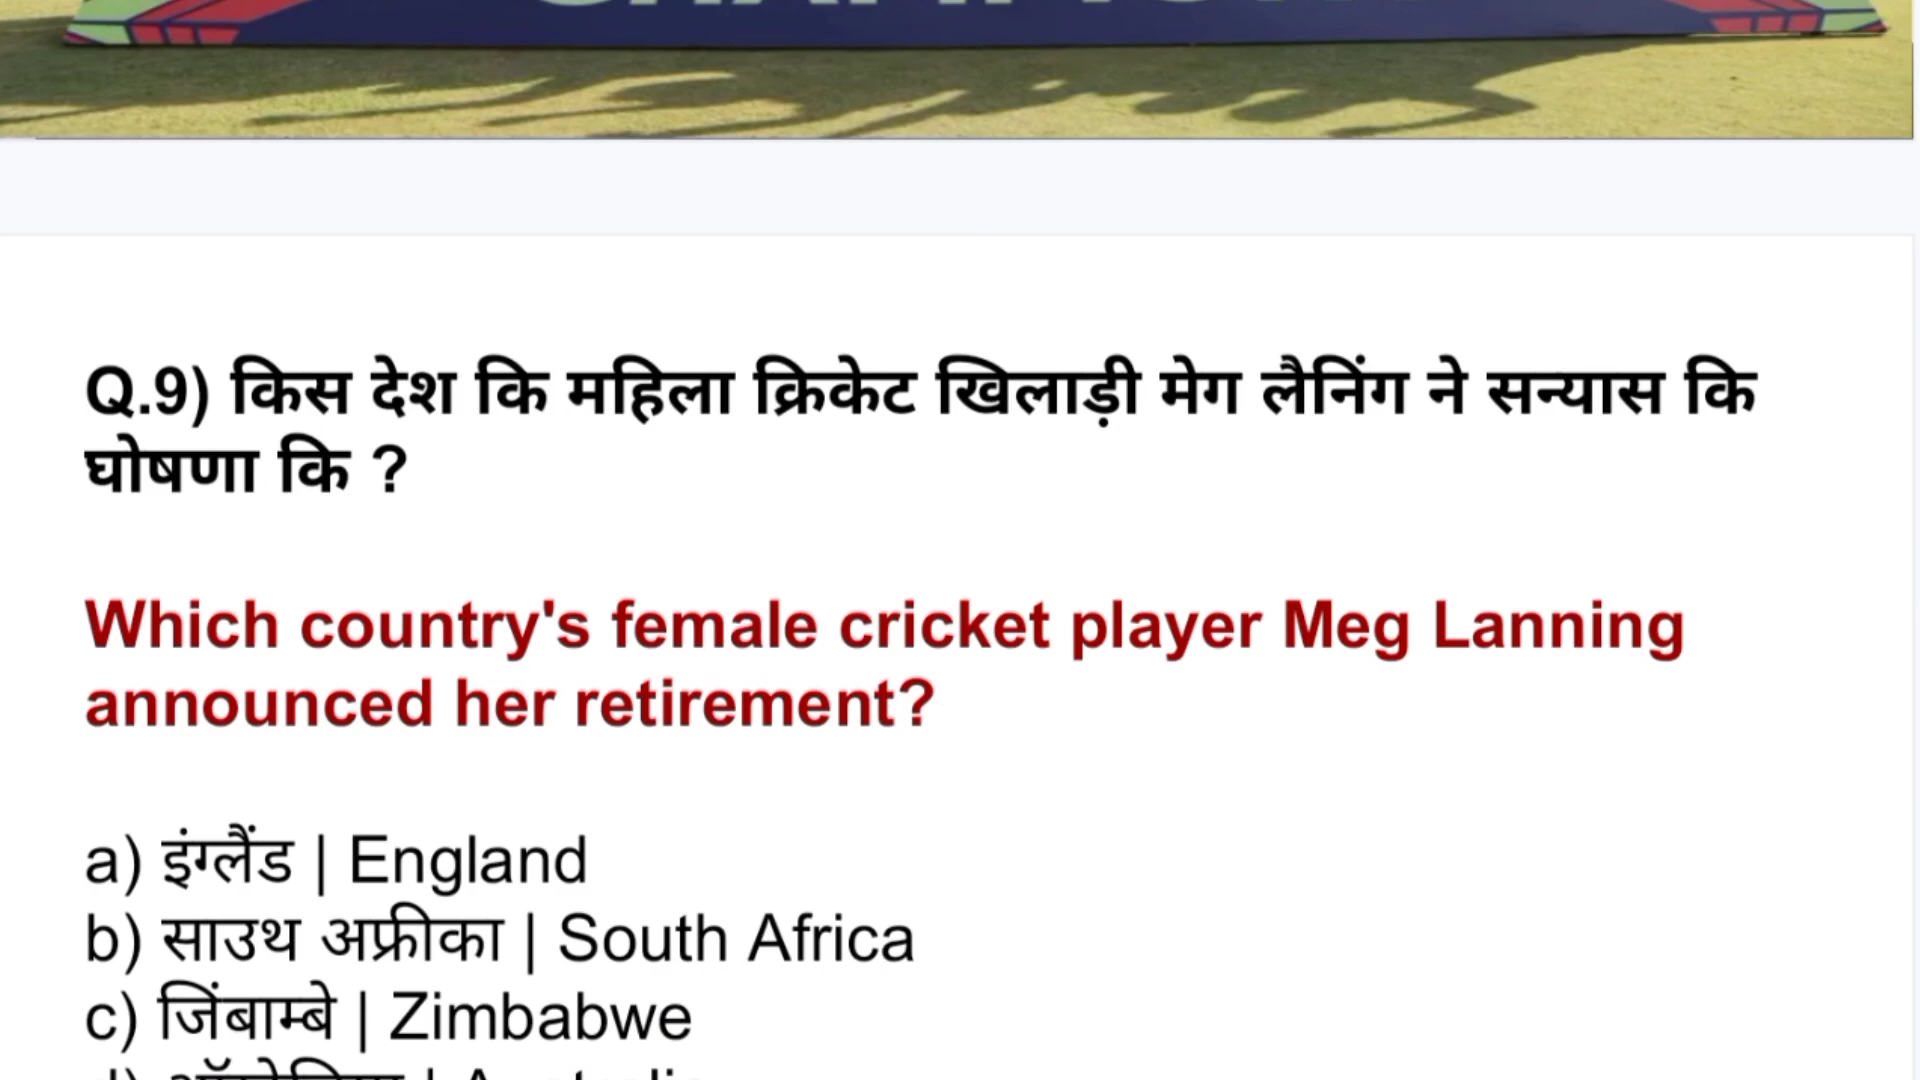 Q.9) किस देश कि महिला क्रिकेट खिलाड़ी मेग लैनिंग ने सन्यास कि
घोषणा कि ?
Which country's female cricket player Meg Lanning
announced her retirement?
a) इंग्लैंड | England
b) साउथ अफ्रीका | South Africa
c) जिंबाम्बे | Zimbabwe